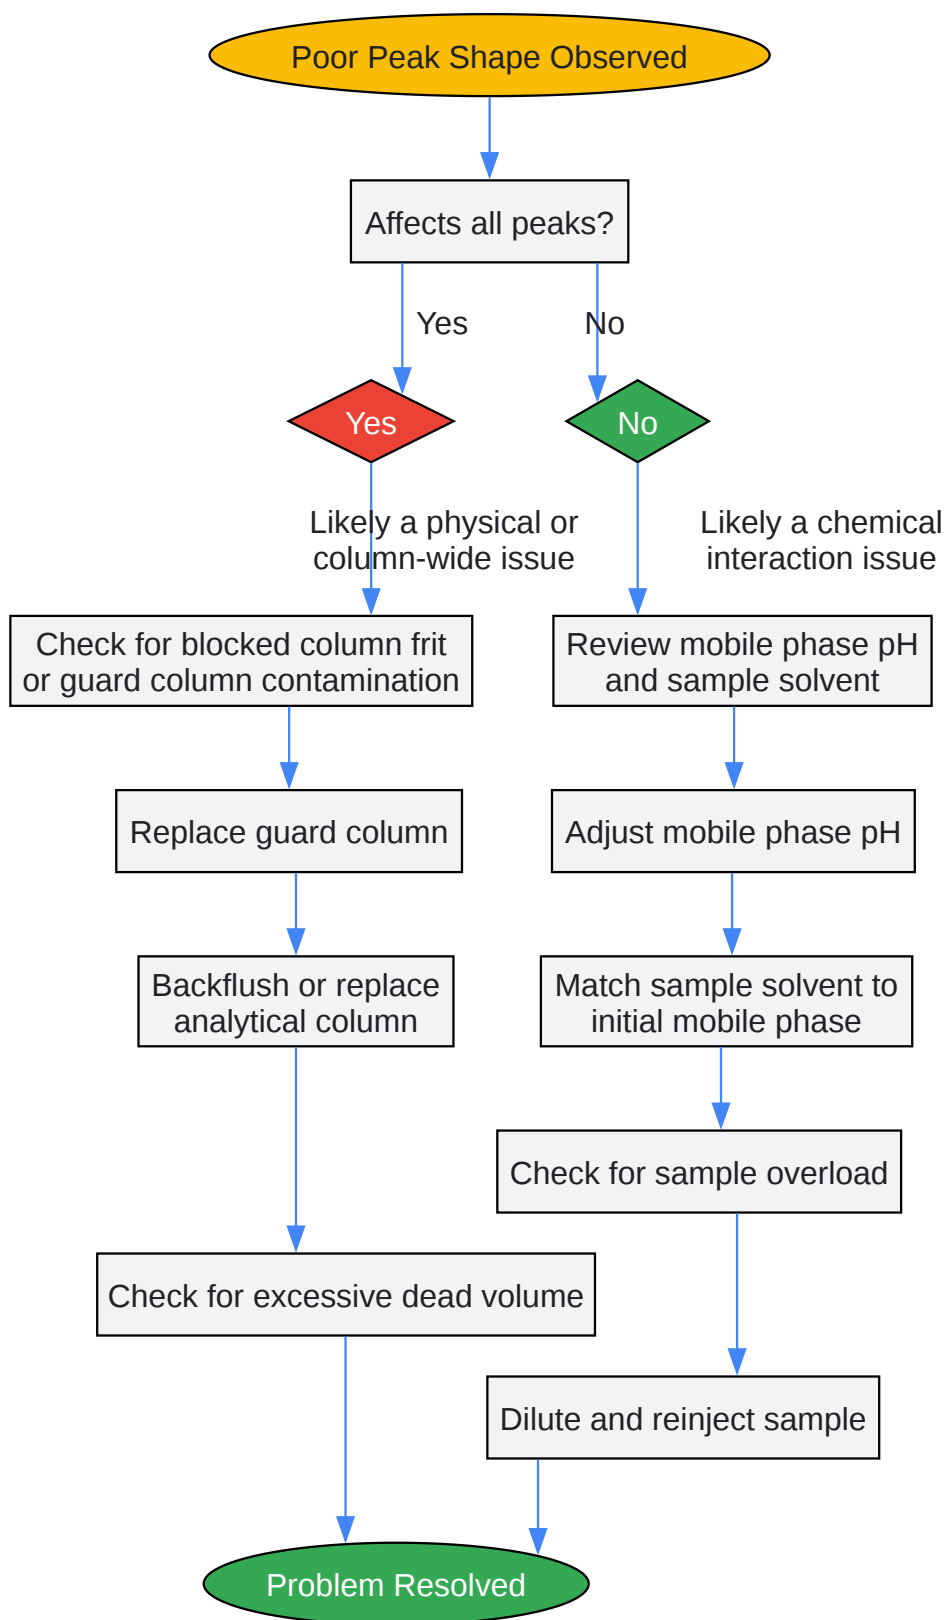 Poor Peak Shape Observed
Affects all peaks?
Yes
No
Yes
No
Likely a physical or
column-wide issue
Likely a chemical
interaction issue
Check for blocked column frit
or guard column contamination
Review mobile phase pH
and sample solvent
Replace guard column
Adjust mobile phase pH
Backflush or replace
analytical column
Match sample solvent to
initial mobile phase
Check for sample overload
Check for excessive dead volume
Dilute and reinject sample
Problem Resolved